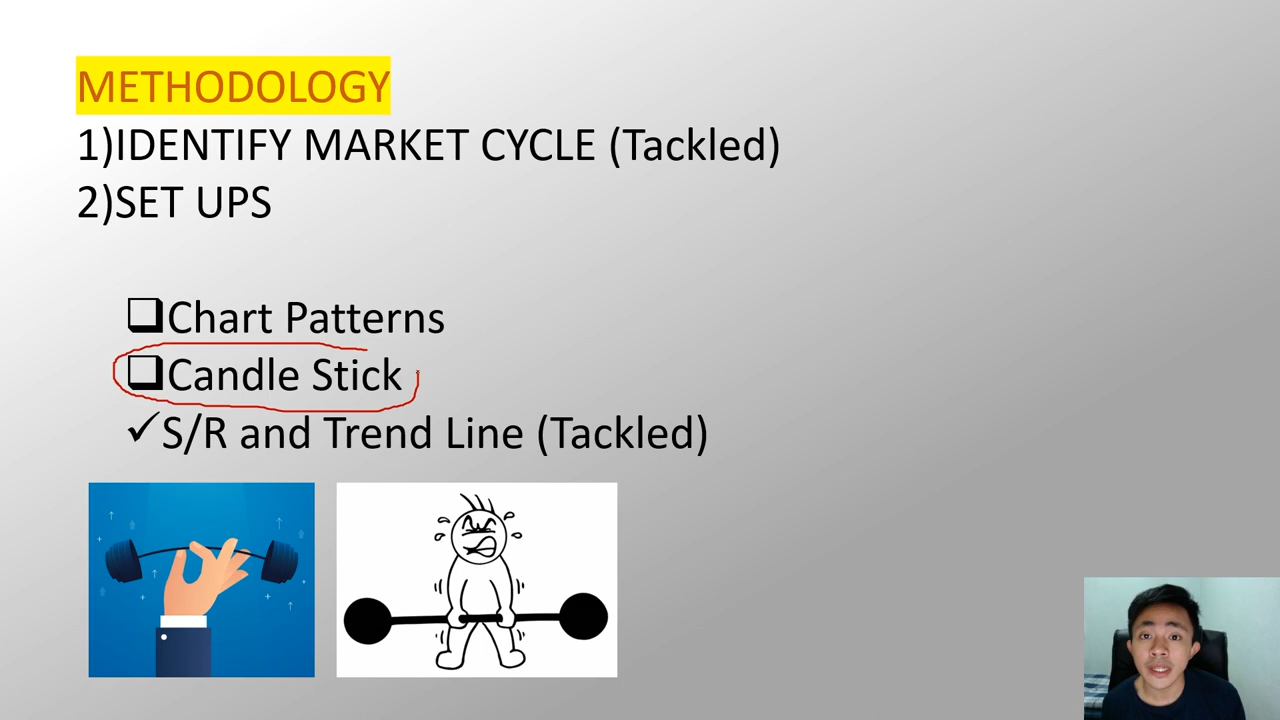 METHODOLOGY
1)IDENTIFY MARKET CYCLE (Tackled)
2)SET UPS
❑Chart Patterns
❑Candle Stick
✓S/R and Trend Line (Tackled)